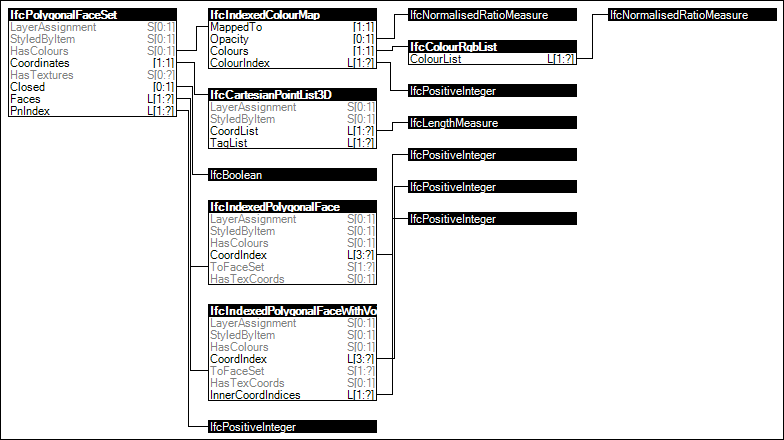 IfcPolygonalFaceSet
LayerAssignment S[0:1]
StyledByItem S[0:1]
HasColours S[0:1]
Coordinates [1:1]
HasTextures S[0:?]
Closed [0:1]
Faces L[1:?]
PnIndex L[1:?]
IfcIndexedColourMap
MappedTo [1:1]
Opacity [0:1]
Colours [1:1]
ColourIndex L[1:?]
IfcCartesianPointList3D
LayerAssignment S[0:1]
StyledByItem S[0:1]
CoordList L[1:?]
TagList L[1:?]
IfcBoolean
IfcIndexedPolygonalFace
LayerAssignment S[0:1]
StyledByItem S[0:1]
HasColours S[0:1]
CoordIndex L[3:?]
ToFaceSet S[1:?]
HasTexCoords S[0:1]
IfcIndexedPolygonalFaceWithVo
LayerAssignment S[0:1]
StyledByItem S[0:1]
HasColours S[0:1]
CoordIndex L[3:?]
ToFaceSet S[1:?]
HasTexCoords S[0:1]
InnerCoordIndices L[1:?]
IfcPositiveInteger
IfcNormalisedRatioMeasure
IfcColourRgbList
ColourList L[1:?]
IfcPositiveInteger
IfcLengthMeasure
IfcPositiveInteger
IfcPositiveInteger
IfcPositiveInteger
IfcNormalisedRatioMeasure